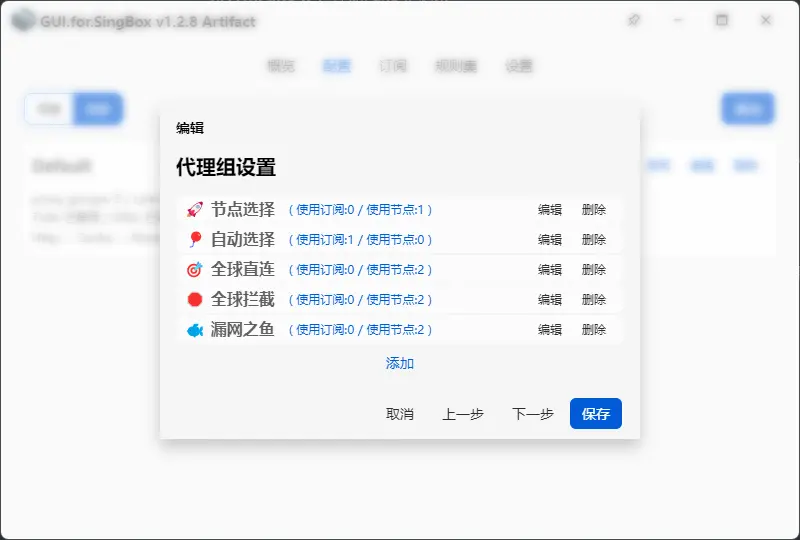 GUI.for.SingBox v1.2.8 Artifact
概览 配置 订阅 规则集 设置
Default
编辑
代理组设置
🚀 节点选择 ( 使用订阅:0 / 使用节点:1 ) 编辑 删除
🎈 自动选择 ( 使用订阅:1 / 使用节点:0 ) 编辑 删除
🎯 全球直连 ( 使用订阅:0 / 使用节点:2 ) 编辑 删除
🛑 全球拦截 ( 使用订阅:0 / 使用节点:2 ) 编辑 删除
🐟 漏网之鱼 ( 使用订阅:0 / 使用节点:2 ) 编辑 删除
添加
取消 上一步 下一步 保存